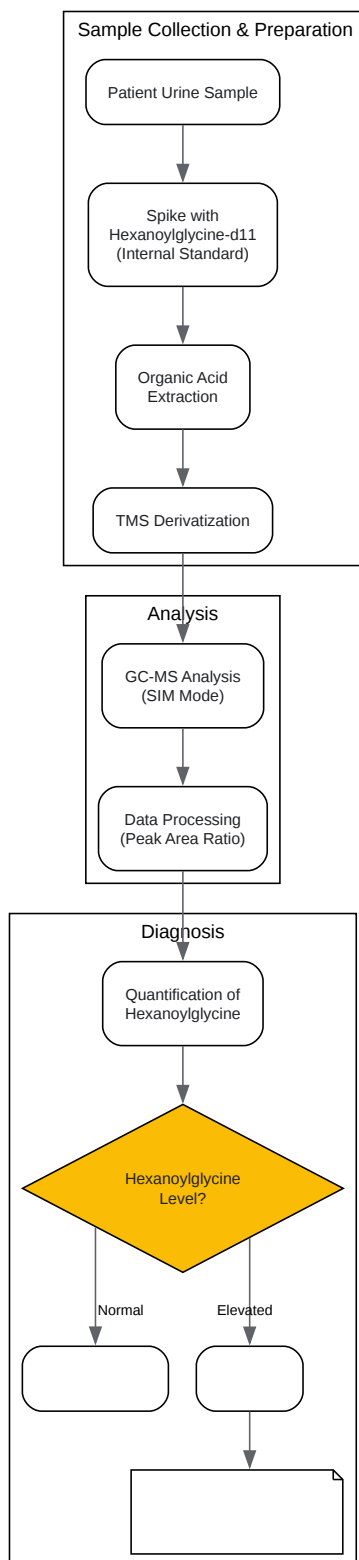 Sample Collection & Preparation
Patient Urine Sample
Spike with
Hexanoylglycine-d11
(Internal Standard)
Organic Acid
Extraction
TMS Derivatization
Analysis
GC-MS Analysis
(SIM Mode)
Data Processing
(Peak Area Ratio)
Diagnosis
Quantification of
Hexanoylglycine
Hexanoylglycine
Level?
Normal
Elevated